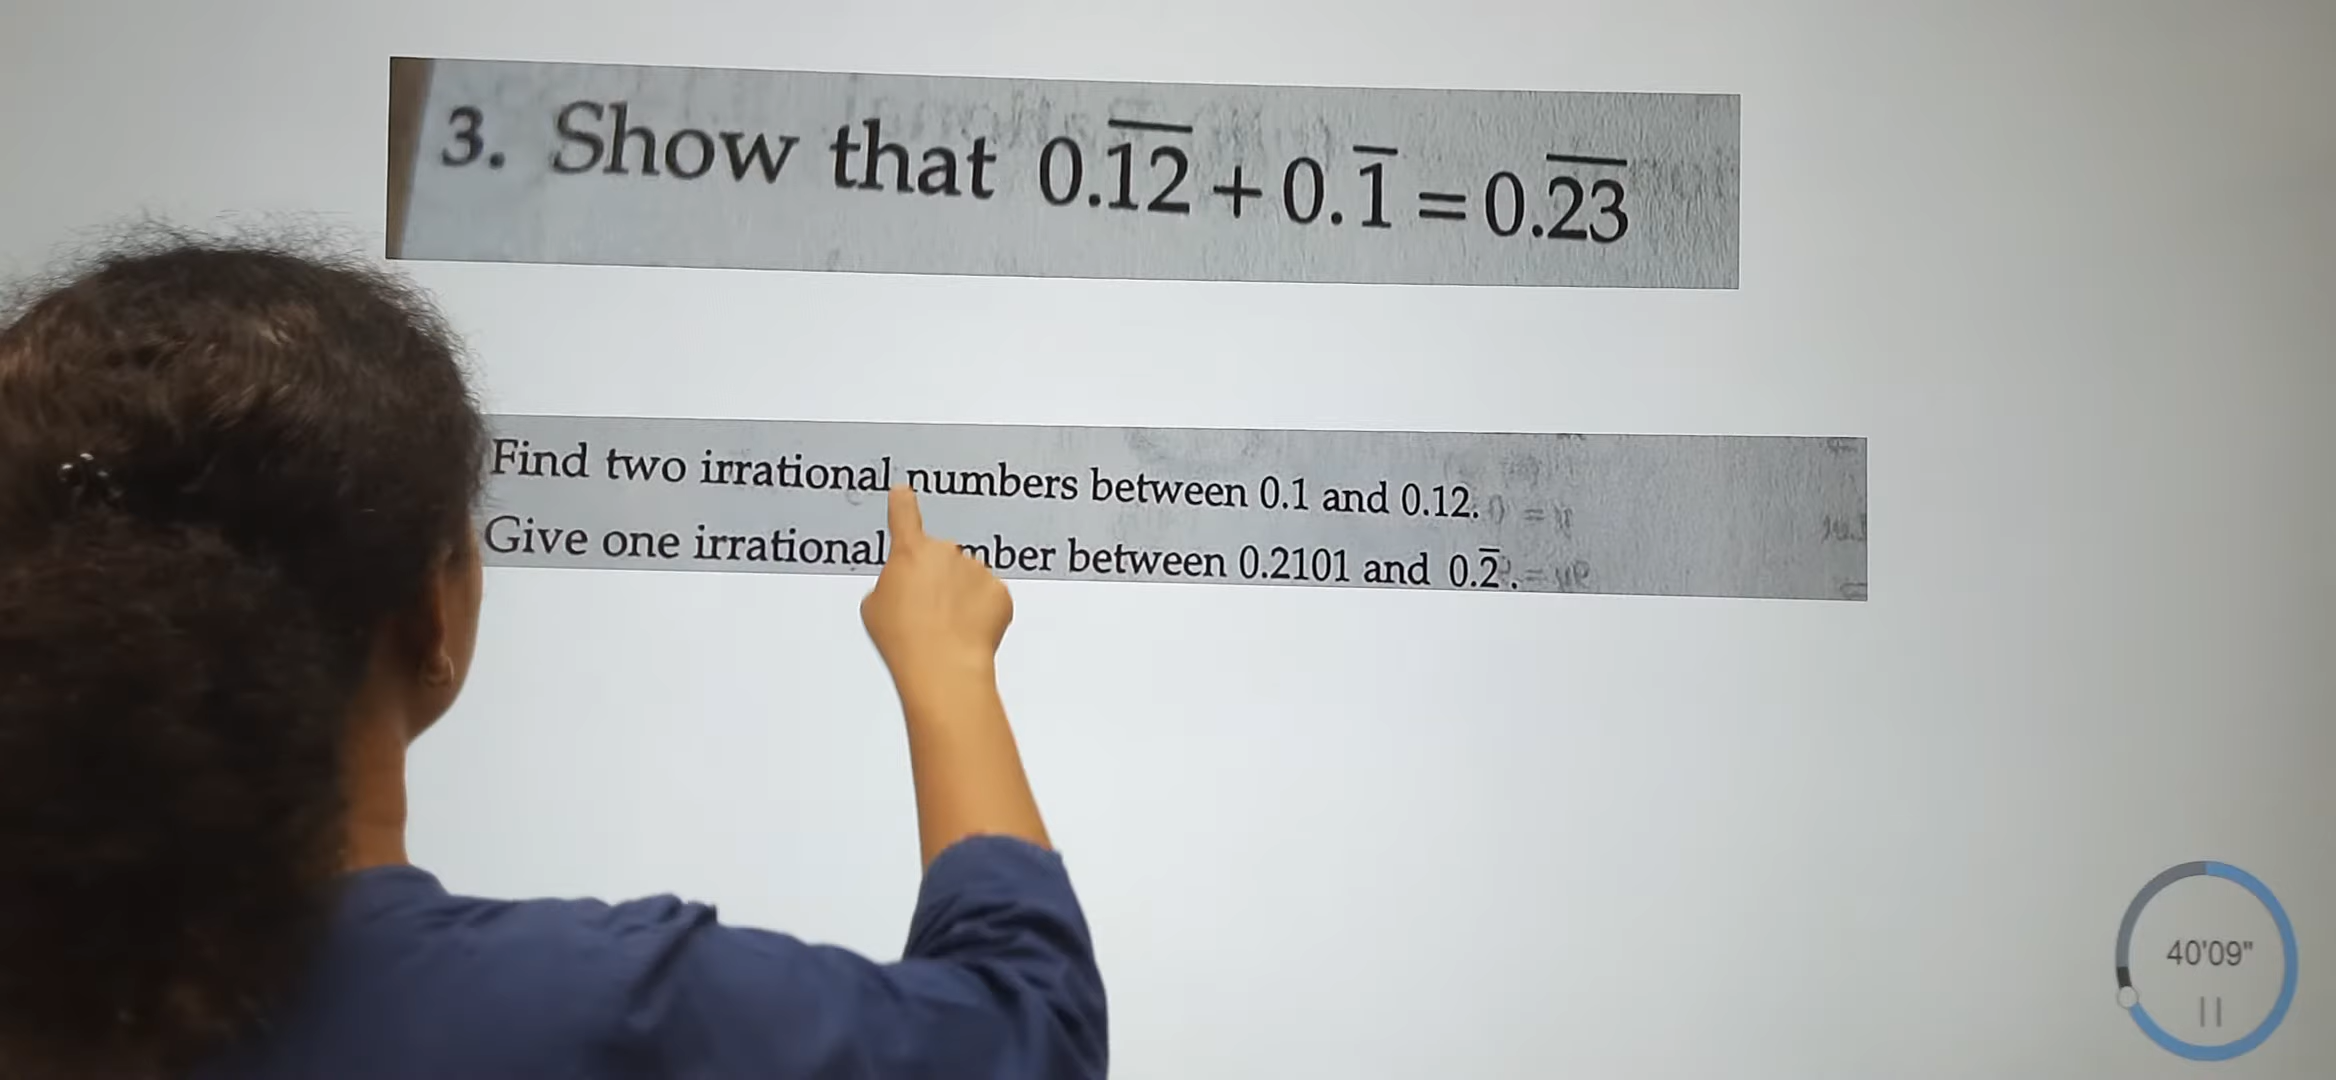 3. Show that 0.1̅2̅ + 0.1̅ = 0.2̅3̅
Find two irrational numbers between 0.1 and 0.12.
Give one irrational mber between 0.2101 and 0.2̅.
40'09"